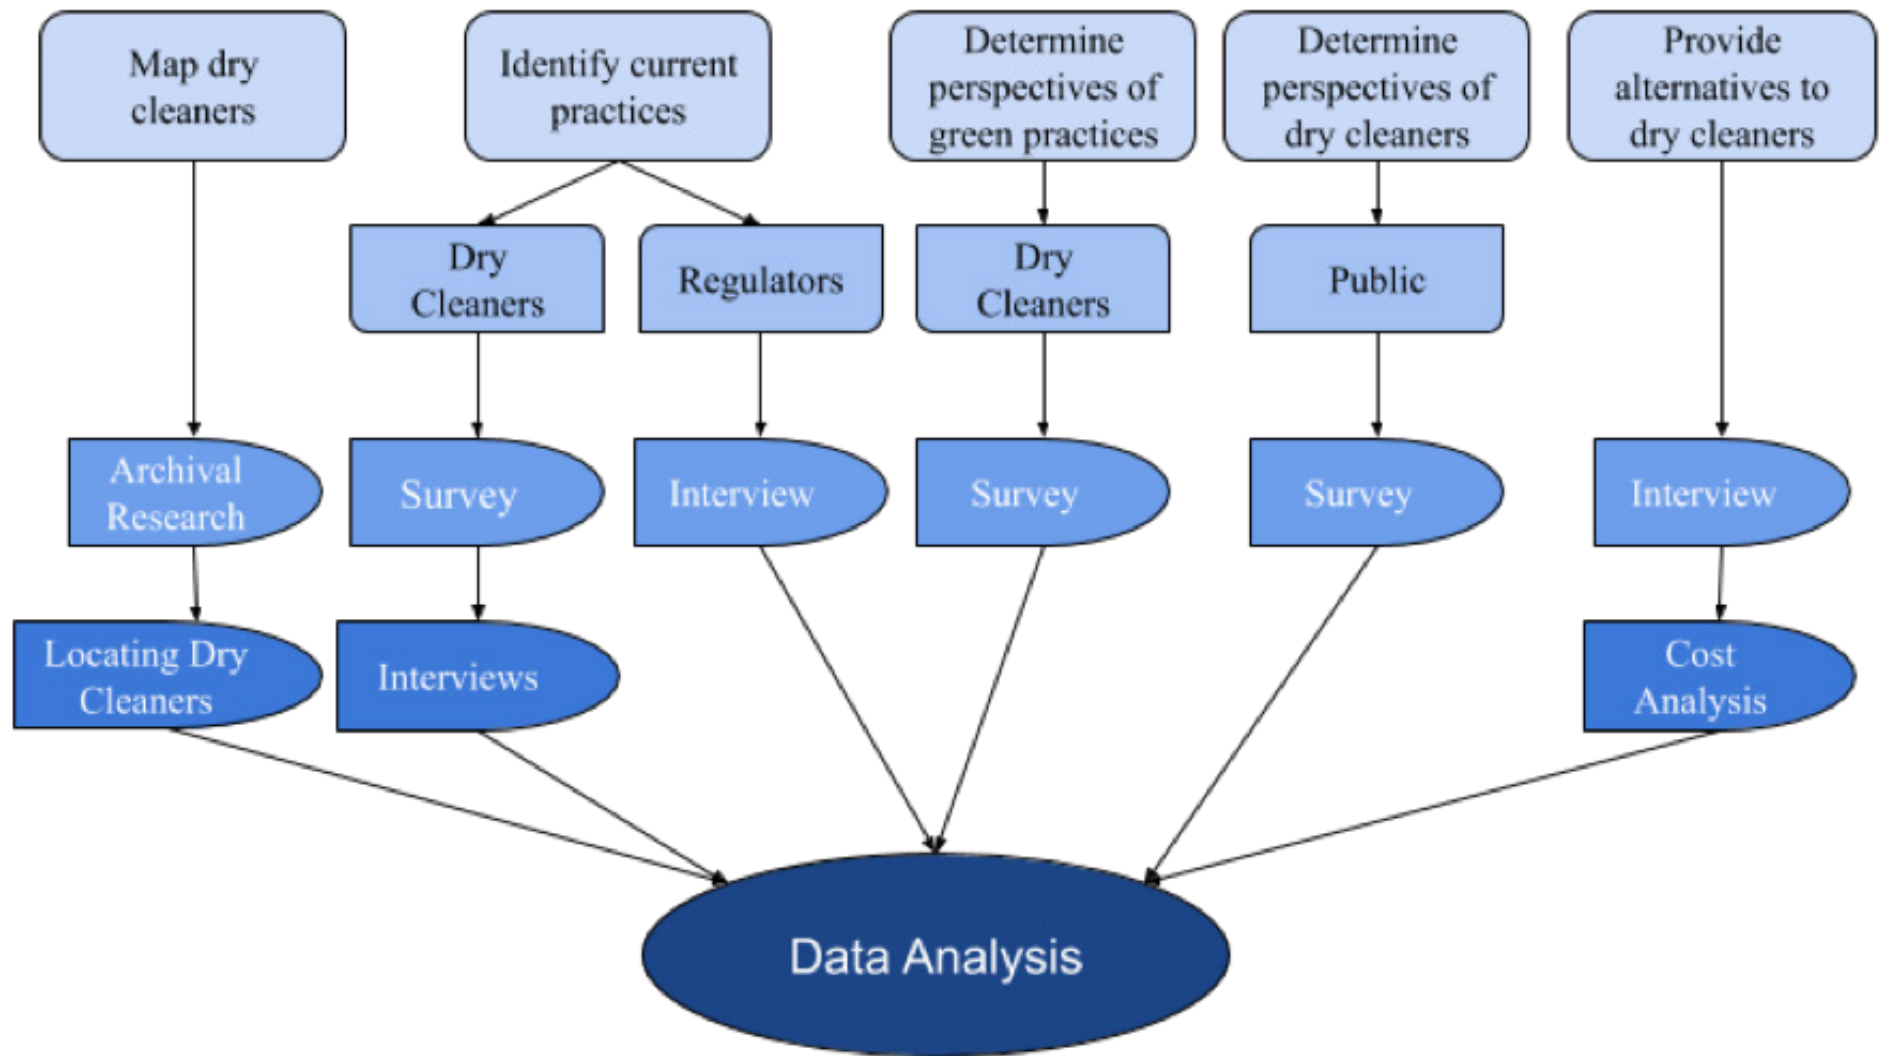 Map dry
cleaners
Identify current
practices
Determine
perspectives of
green practices
Determine
perspectives of
dry cleaners
Provide
alternatives to
dry cleaners
Dry
Cleaners
Regulators
Dry
Cleaners
Public
Archival
Research
Survey
Interview
Survey
Survey
Interview
Locating Dry
Cleaners
Interviews
Cost
Analysis
Data Analysis